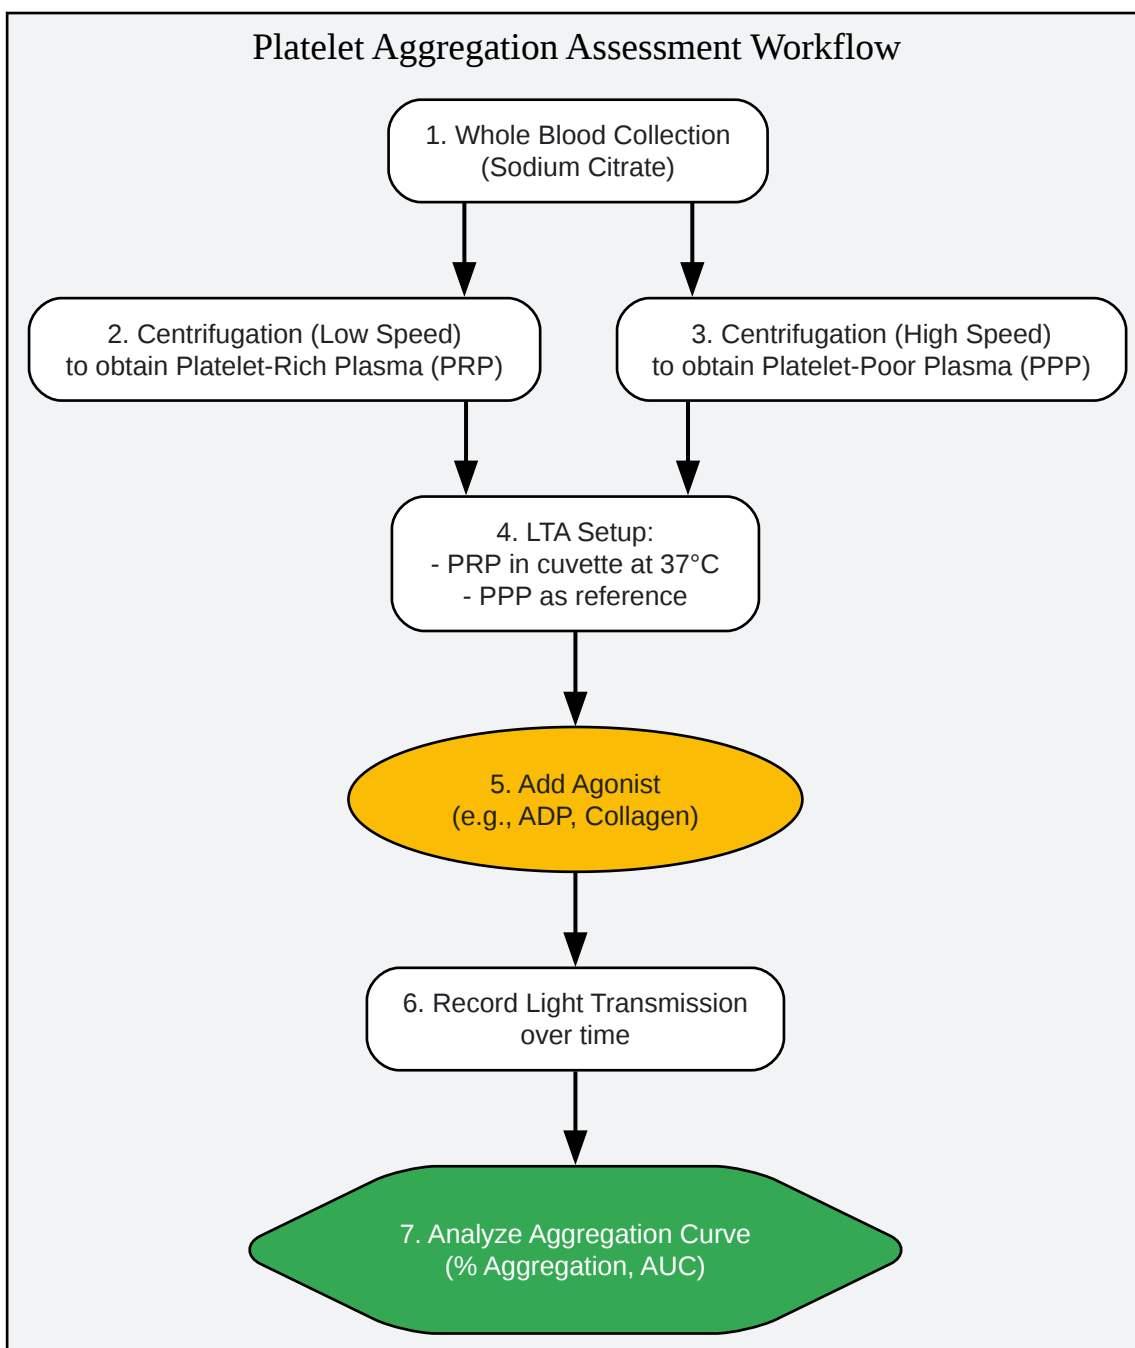 Platelet Aggregation Assessment Workflow
1. Whole Blood Collection
(Sodium Citrate)
2. Centrifugation (Low Speed)
to obtain Platelet-Rich Plasma (PRP)
3. Centrifugation (High Speed)
to obtain Platelet-Poor Plasma (PPP)
4. LTA Setup:
- PRP in cuvette at 37°C
- PPP as reference
5. Add Agonist
(e.g., ADP, Collagen)
6. Record Light Transmission
over time
7. Analyze Aggregation Curve
(% Aggregation, AUC)